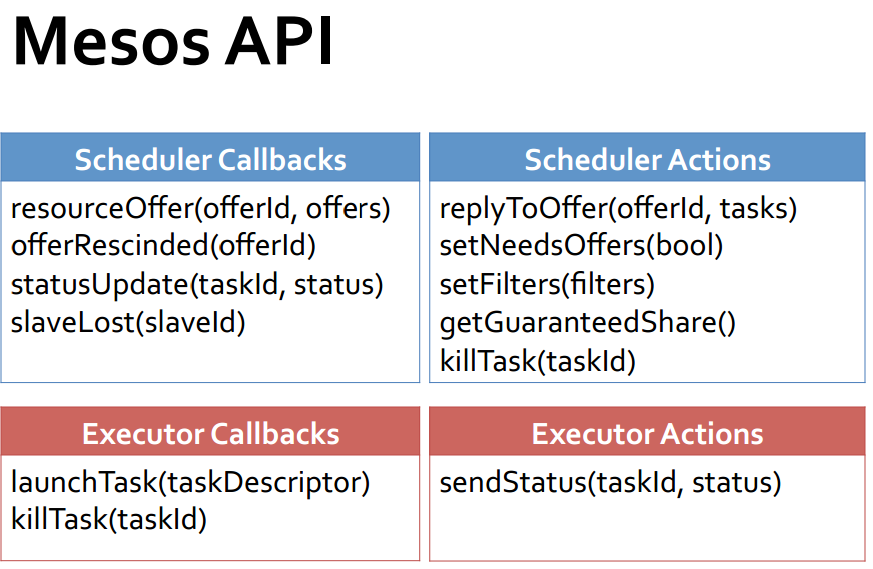 Mesos API
Scheduler Callbacks
resourceOffer(offerId, offers)
offerRescinded(offerId)
statusUpdate(taskId, status)
slaveLost(slaveId)
Scheduler Actions
replyToOffer(offerId, tasks)
setNeedsOffers(bool)
setFilters(filters)
getGuaranteedShare()
killTask(taskId)
Executor Callbacks
launchTask(taskDescriptor)
killTask(taskId)
Executor Actions
sendStatus(taskId, status)